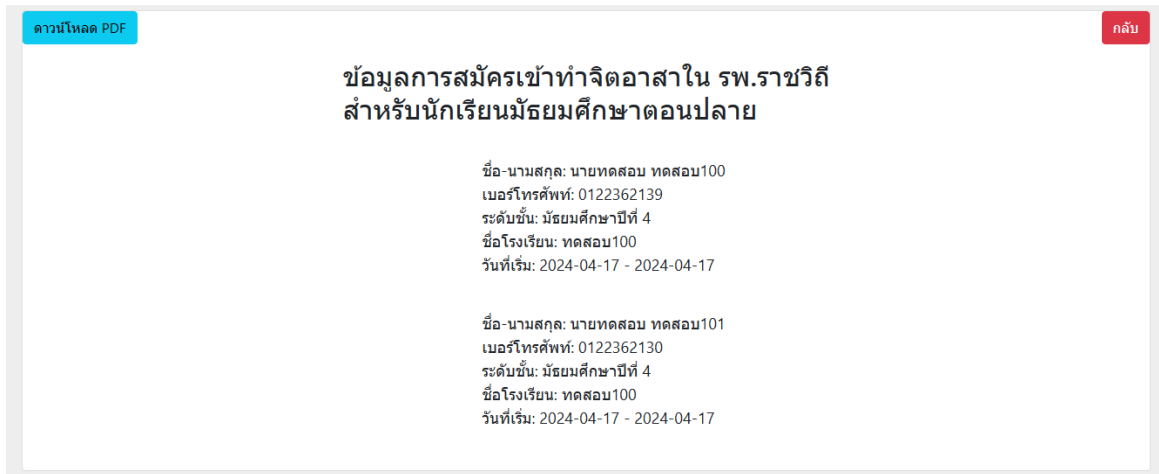 ดาวน์โหลด PDF
กลับ
ข้อมูลการสมัครเข้าทำจิตอาสาใน รพ.ราชวิถี
สำหรับนักเรียนมัธยมศึกษาตอนปลาย
ชื่อ-นามสกุล: นายทดสอบ ทดสอบ100
เบอร์โทรศัพท์: 0122362139
ระดับชั้น: มัธยมศึกษาปีที่ 4
ชื่อโรงเรียน: ทดสอบ100
วันที่เริ่ม: 2024-04-17 - 2024-04-17
ชื่อ-นามสกุล: นายทดสอบ ทดสอบ101
เบอร์โทรศัพท์: 0122362130
ระดับชั้น: มัธยมศึกษาปีที่ 4
ชื่อโรงเรียน: ทดสอบ100
วันที่เริ่ม: 2024-04-17 - 2024-04-17